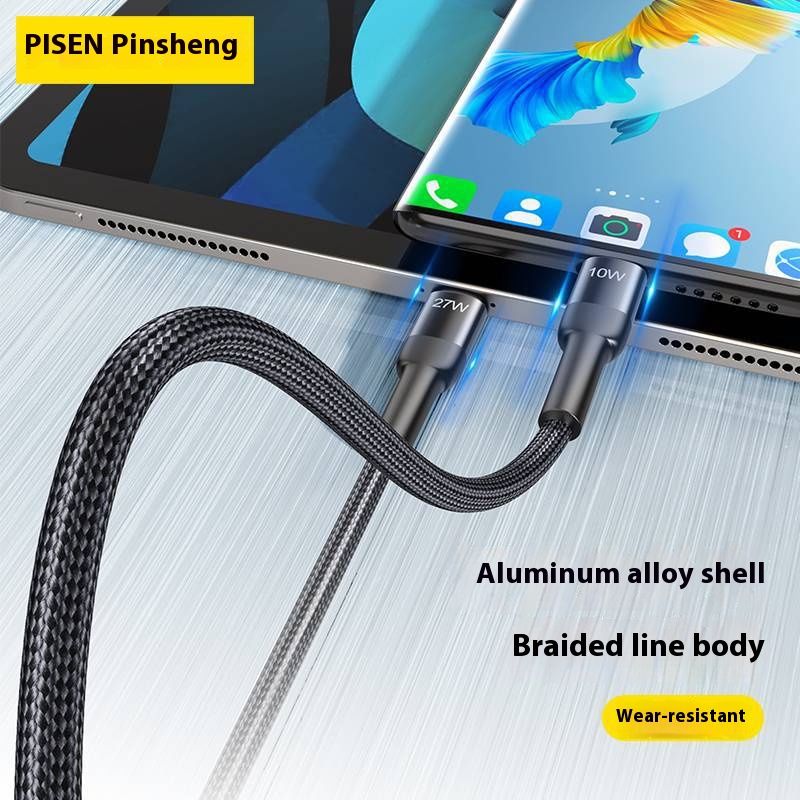 PISEN Pinsheng
7
10W
27W
Aluminum alloy shell
Braided line body
Wear-resistant